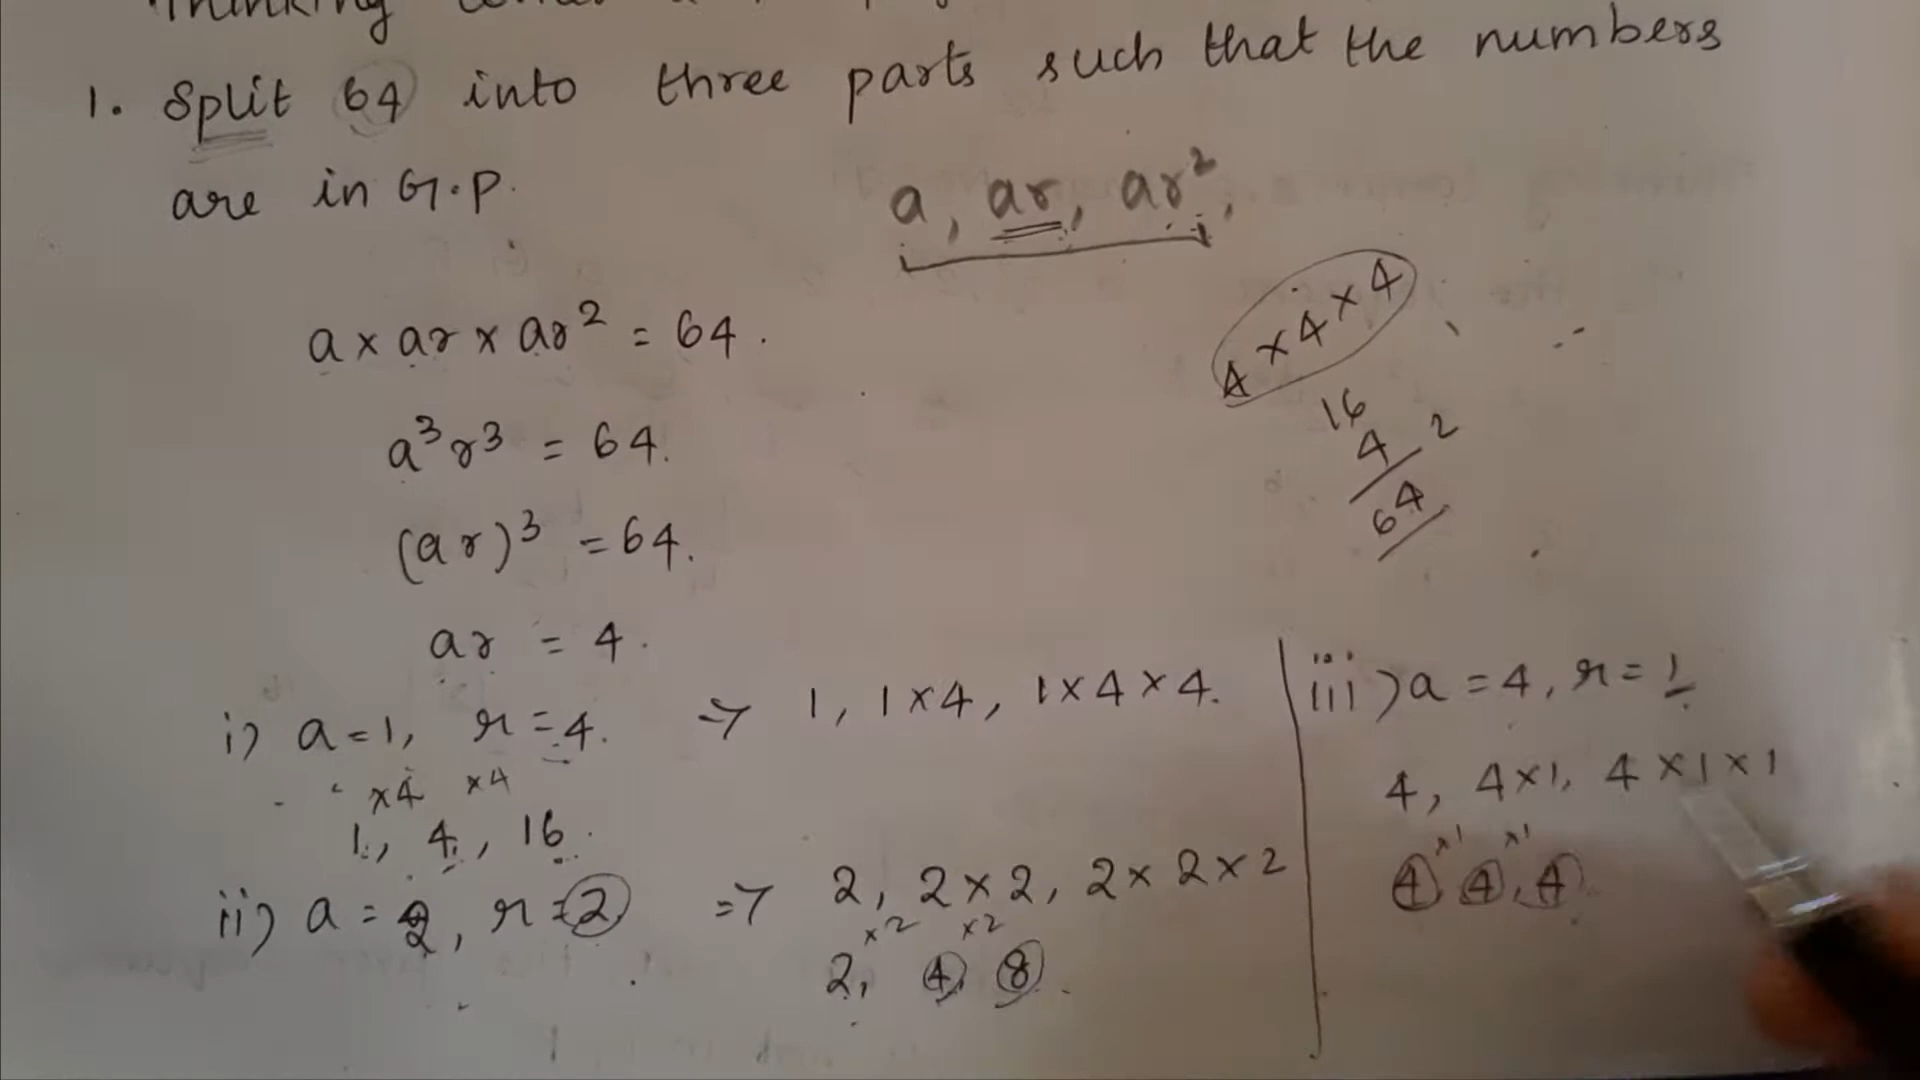 Thinking
1. Split 64 into three parts such that the numbers
are in G.P.
a, ar, ar²,
a × ar × ar² = 64.
4 × 4 × 4
16
4 2
64
a³r³ = 64.
(ar)³ = 64.
ar = 4.
i) a=1, r=4. ⇒ 1, 1×4, 1×4×4.
×4 ×4
1, 4, 16.
ii) a=2, r=2 ⇒ 2, 2×2, 2×2×2
×2 ×2
2, 4 8.
iii) a=4, r=1
4, 4×1, 4×1×1
×1 ×1
4, 4, 4